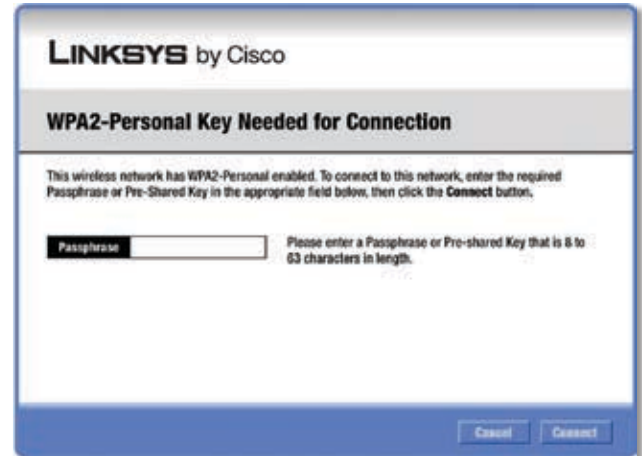 LINKSYS by Cisco
WPA2-Personal Key Needed for Connection
This wireless network has WPA2-Personal enabled. To connect to this network, enter the required
Passphrase or Pre-Shared Key in the appropriate field below, then click the Connect button.
Passphrase
Please enter a Passphrase or Pre-shared Key that is 8 to
63 characters in length.
Cancel
Connect